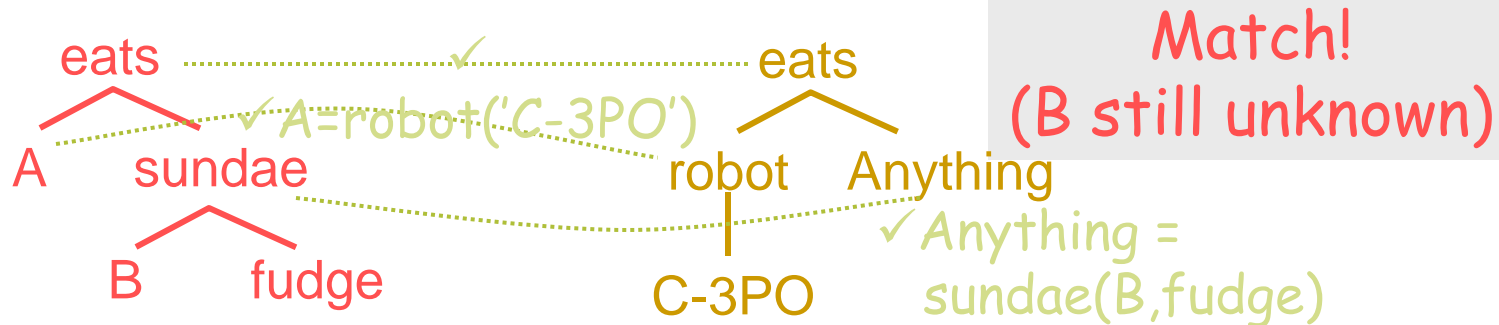 eats
✓
eats
Match!
(B still unknown)
✓ A=robot('C-3PO')
A
sundae
robot
Anything
✓Anything =
sundae(B,fudge)
B
fudge
C-3PO